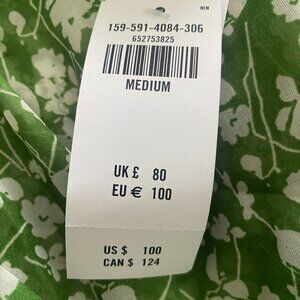 159-591-4084-306
652753825
MEDIUM
UK £ 80
EU € 100
US $ 100
CAN $ 124